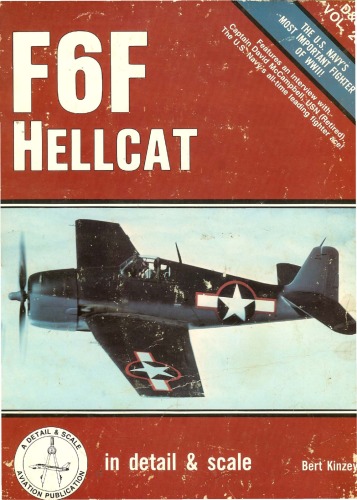 VOL. 2
THE U.S. NAVY'S
MOST IMPORTANT FIGHTER
OF WWII!
Features an interview with
Captain David McCampbell, USN (Retired),
The U.S. Navy's all-time leading fighter ace!
F6F
HELLCAT
A DETAIL & SCALE
AVIATION PUBLICATION
in detail & scale
Bert Kinzey